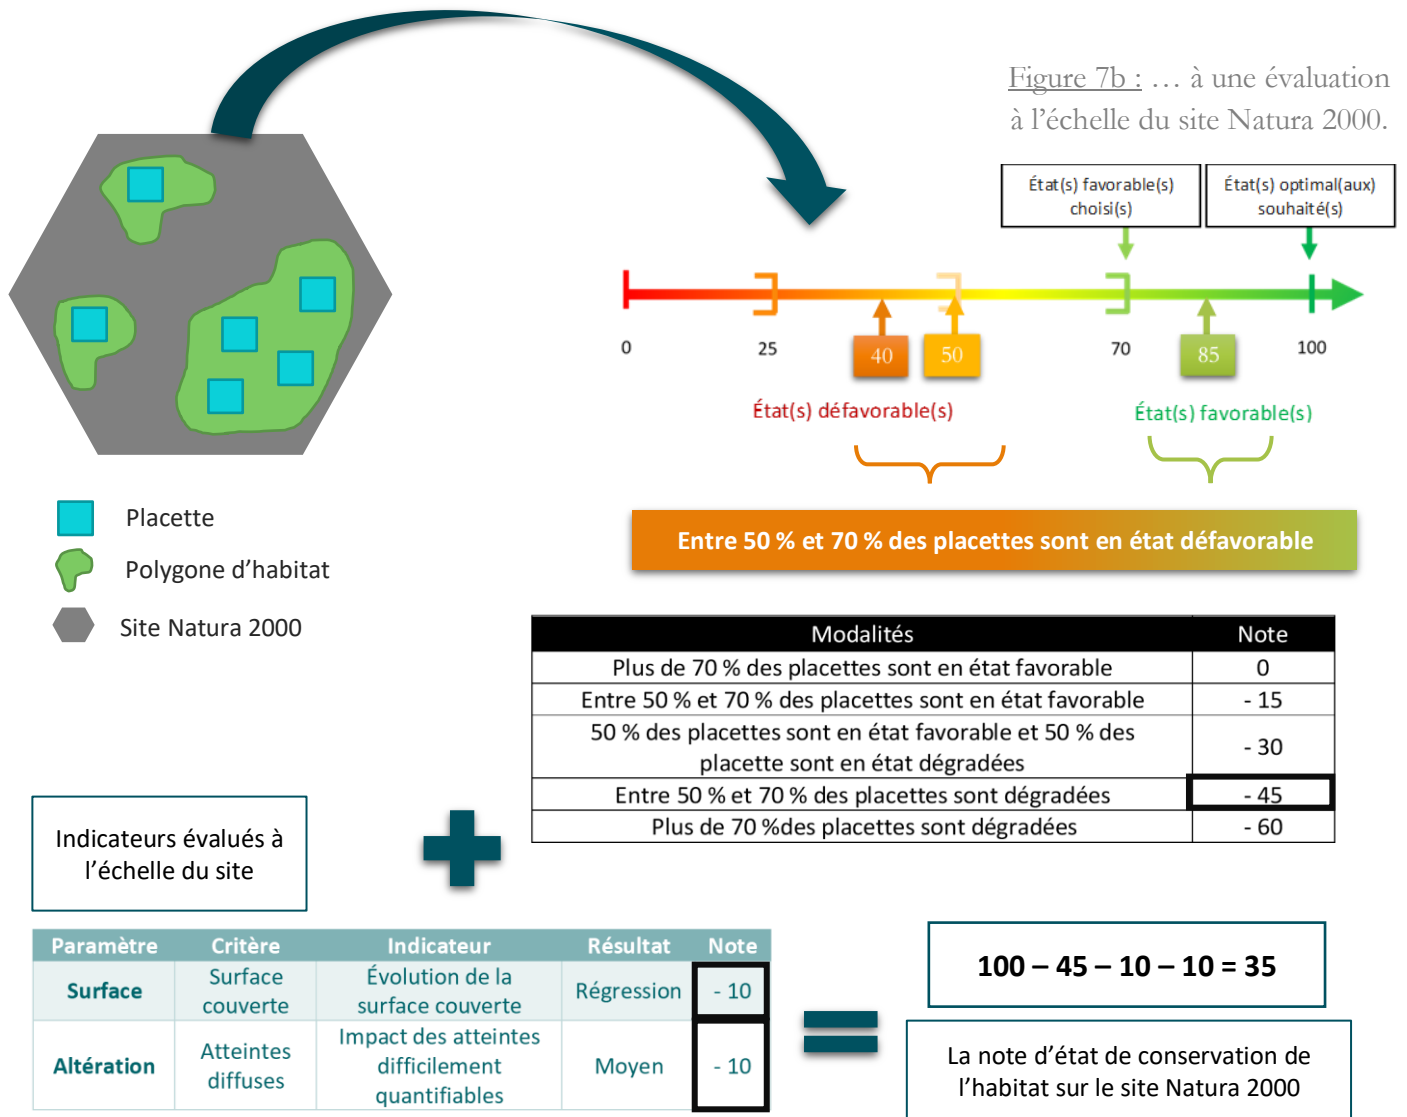 Figure 7b : … à une évaluation
à l’échelle du site Natura 2000.
État(s) favorable(s)
choisi(s)
État(s) optimal(aux)
souhaité(s)
0
25
40
50
70
85
100
État(s) défavorable(s)
État(s) favorable(s)
Placette
Polygone d’habitat
Site Natura 2000
Entre 50 % et 70 % des placettes sont en état défavorable
Modalités Note
Plus de 70 % des placettes sont en état favorable 0
Entre 50 % et 70 % des placettes sont en état favorable - 15
50 % des placettes sont en état favorable et 50 % des
placette sont en état dégradées - 30
Entre 50 % et 70 % des placettes sont dégradées - 45
Plus de 70 %des placettes sont dégradées - 60
Indicateurs évalués à
l’échelle du site
Paramètre Critère Indicateur Résultat Note
Surface Surface
couverte Évolution de la
surface couverte Régression - 10
Altération Atteintes
diffuses Impact des atteintes
difficilement
quantifiables Moyen - 10
100 – 45 – 10 – 10 = 35
La note d’état de conservation de
l’habitat sur le site Natura 2000